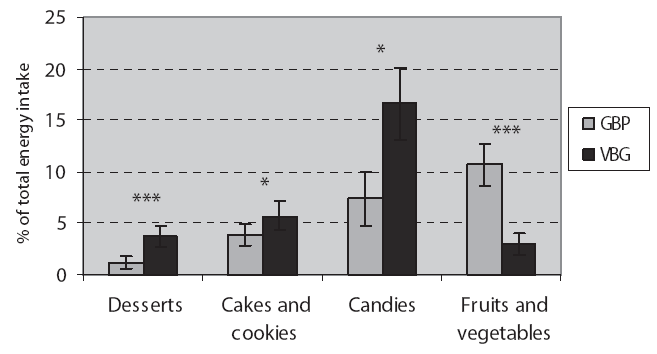 25
20
15
10
5
0
% of total energy intake
***
*
*
***
GBP
VBG
Desserts
Cakes and
cookies
Candies
Fruits and
vegetables